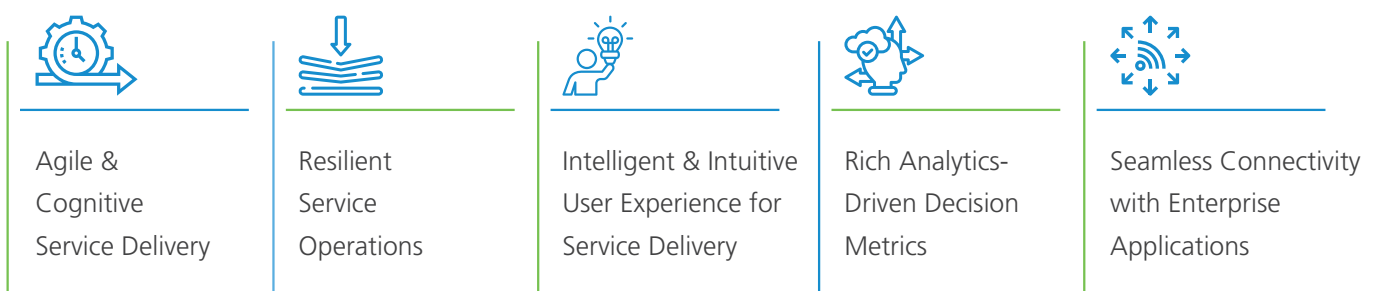 Agile &
Cognitive
Service Delivery
Resilient
Service
Operations
Intelligent & Intuitive
User Experience for
Service Delivery
Rich Analytics-
Driven Decision
Metrics
Seamless Connectivity
with Enterprise
Applications